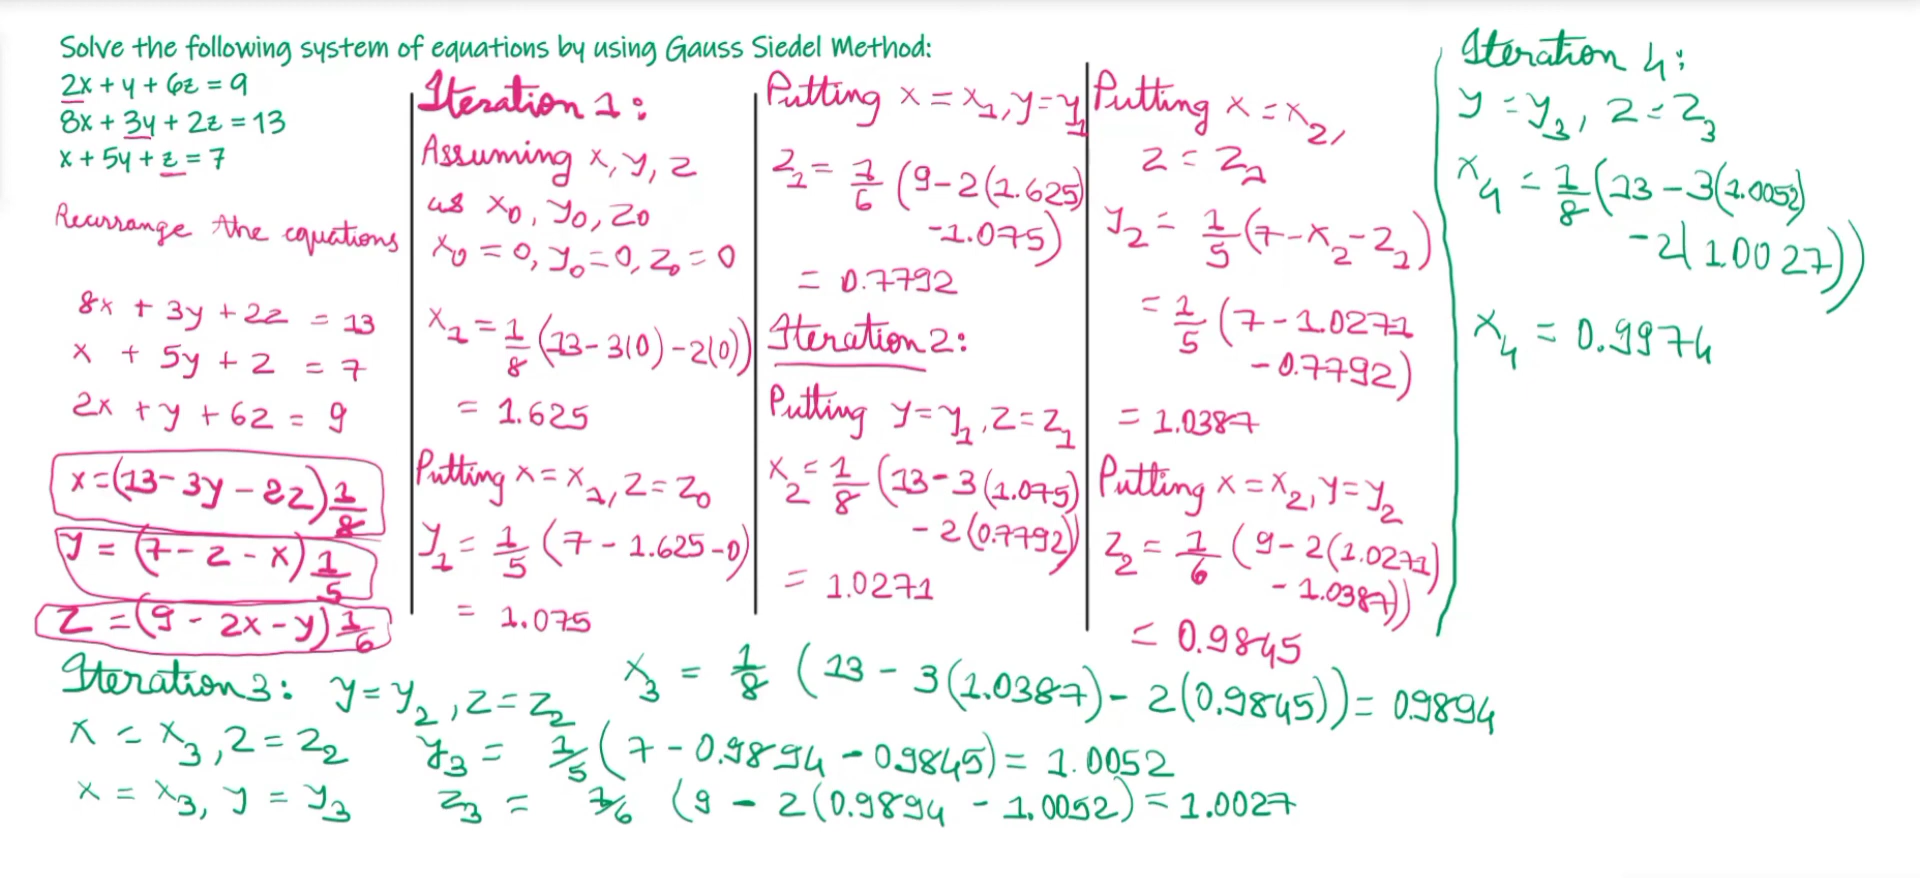 Solve the following system of equations by using Gauss Siedel Method:
2x + y + 6z = 9
8x + 3y + 2z = 13
x + 5y + z = 7
Rearrange the equations
8x + 3y + 2z = 13
x + 5y + z = 7
2x + y + 6z = 9
x = (13 - 3y - 2z) 1/8
y = (7 - z - x) 1/5
z = (9 - 2x - y) 1/6
Iteration 1:
Assuming x, y, z
as x₀, y₀, z₀
x₀ = 0, y₀ = 0, z₀ = 0
x₁ = 1/8 (13 - 3(0) - 2(0))
= 1.625
Putting x = x₁, z = z₀
y₁ = 1/5 (7 - 1.625 - 0)
= 1.075
Putting x = x₁, y = y₁
z₁ = 1/6 (9 - 2(1.625)
- 1.075)
= 0.7792
Iteration 2:
Putting y = y₁, z = z₁
x₂ = 1/8 (13 - 3(1.075)
- 2(0.7792))
= 1.0271
Putting x = x₂,
z = z₁
y₂ = 1/5 (7 - x₂ - z₁)
= 1/5 (7 - 1.0271
- 0.7792)
= 1.0387
Putting x = x₂, y = y₂
z₂ = 1/6 (9 - 2(1.0271)
- 1.0387))
= 0.9845
Iteration 3: y = y₂, z = z₂
x₃ = 1/8 (13 - 3(1.0387) - 2(0.9845)) = 0.9894
x = x₃, z = z₂
y₃ = 1/5 (7 - 0.9894 - 0.9845) = 1.0052
x = x₃, y = y₃
z₃ = 1/6 (9 - 2(0.9894 - 1.0052) = 1.0027
Iteration 4:
y = y₃, z = z₃
x₄ = 1/8 (13 - 3(1.0052)
- 2(1.0027))
x₄ = 0.9974